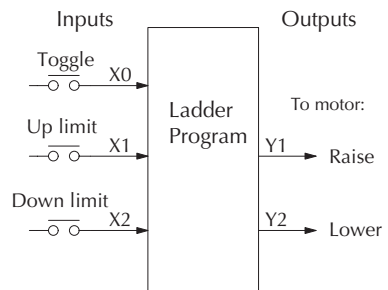 Inputs
Outputs
Toggle
X0
Ladder
Program
To motor:
Up limit
X1
Y1
Raise
Down limit
X2
Y2
Lower